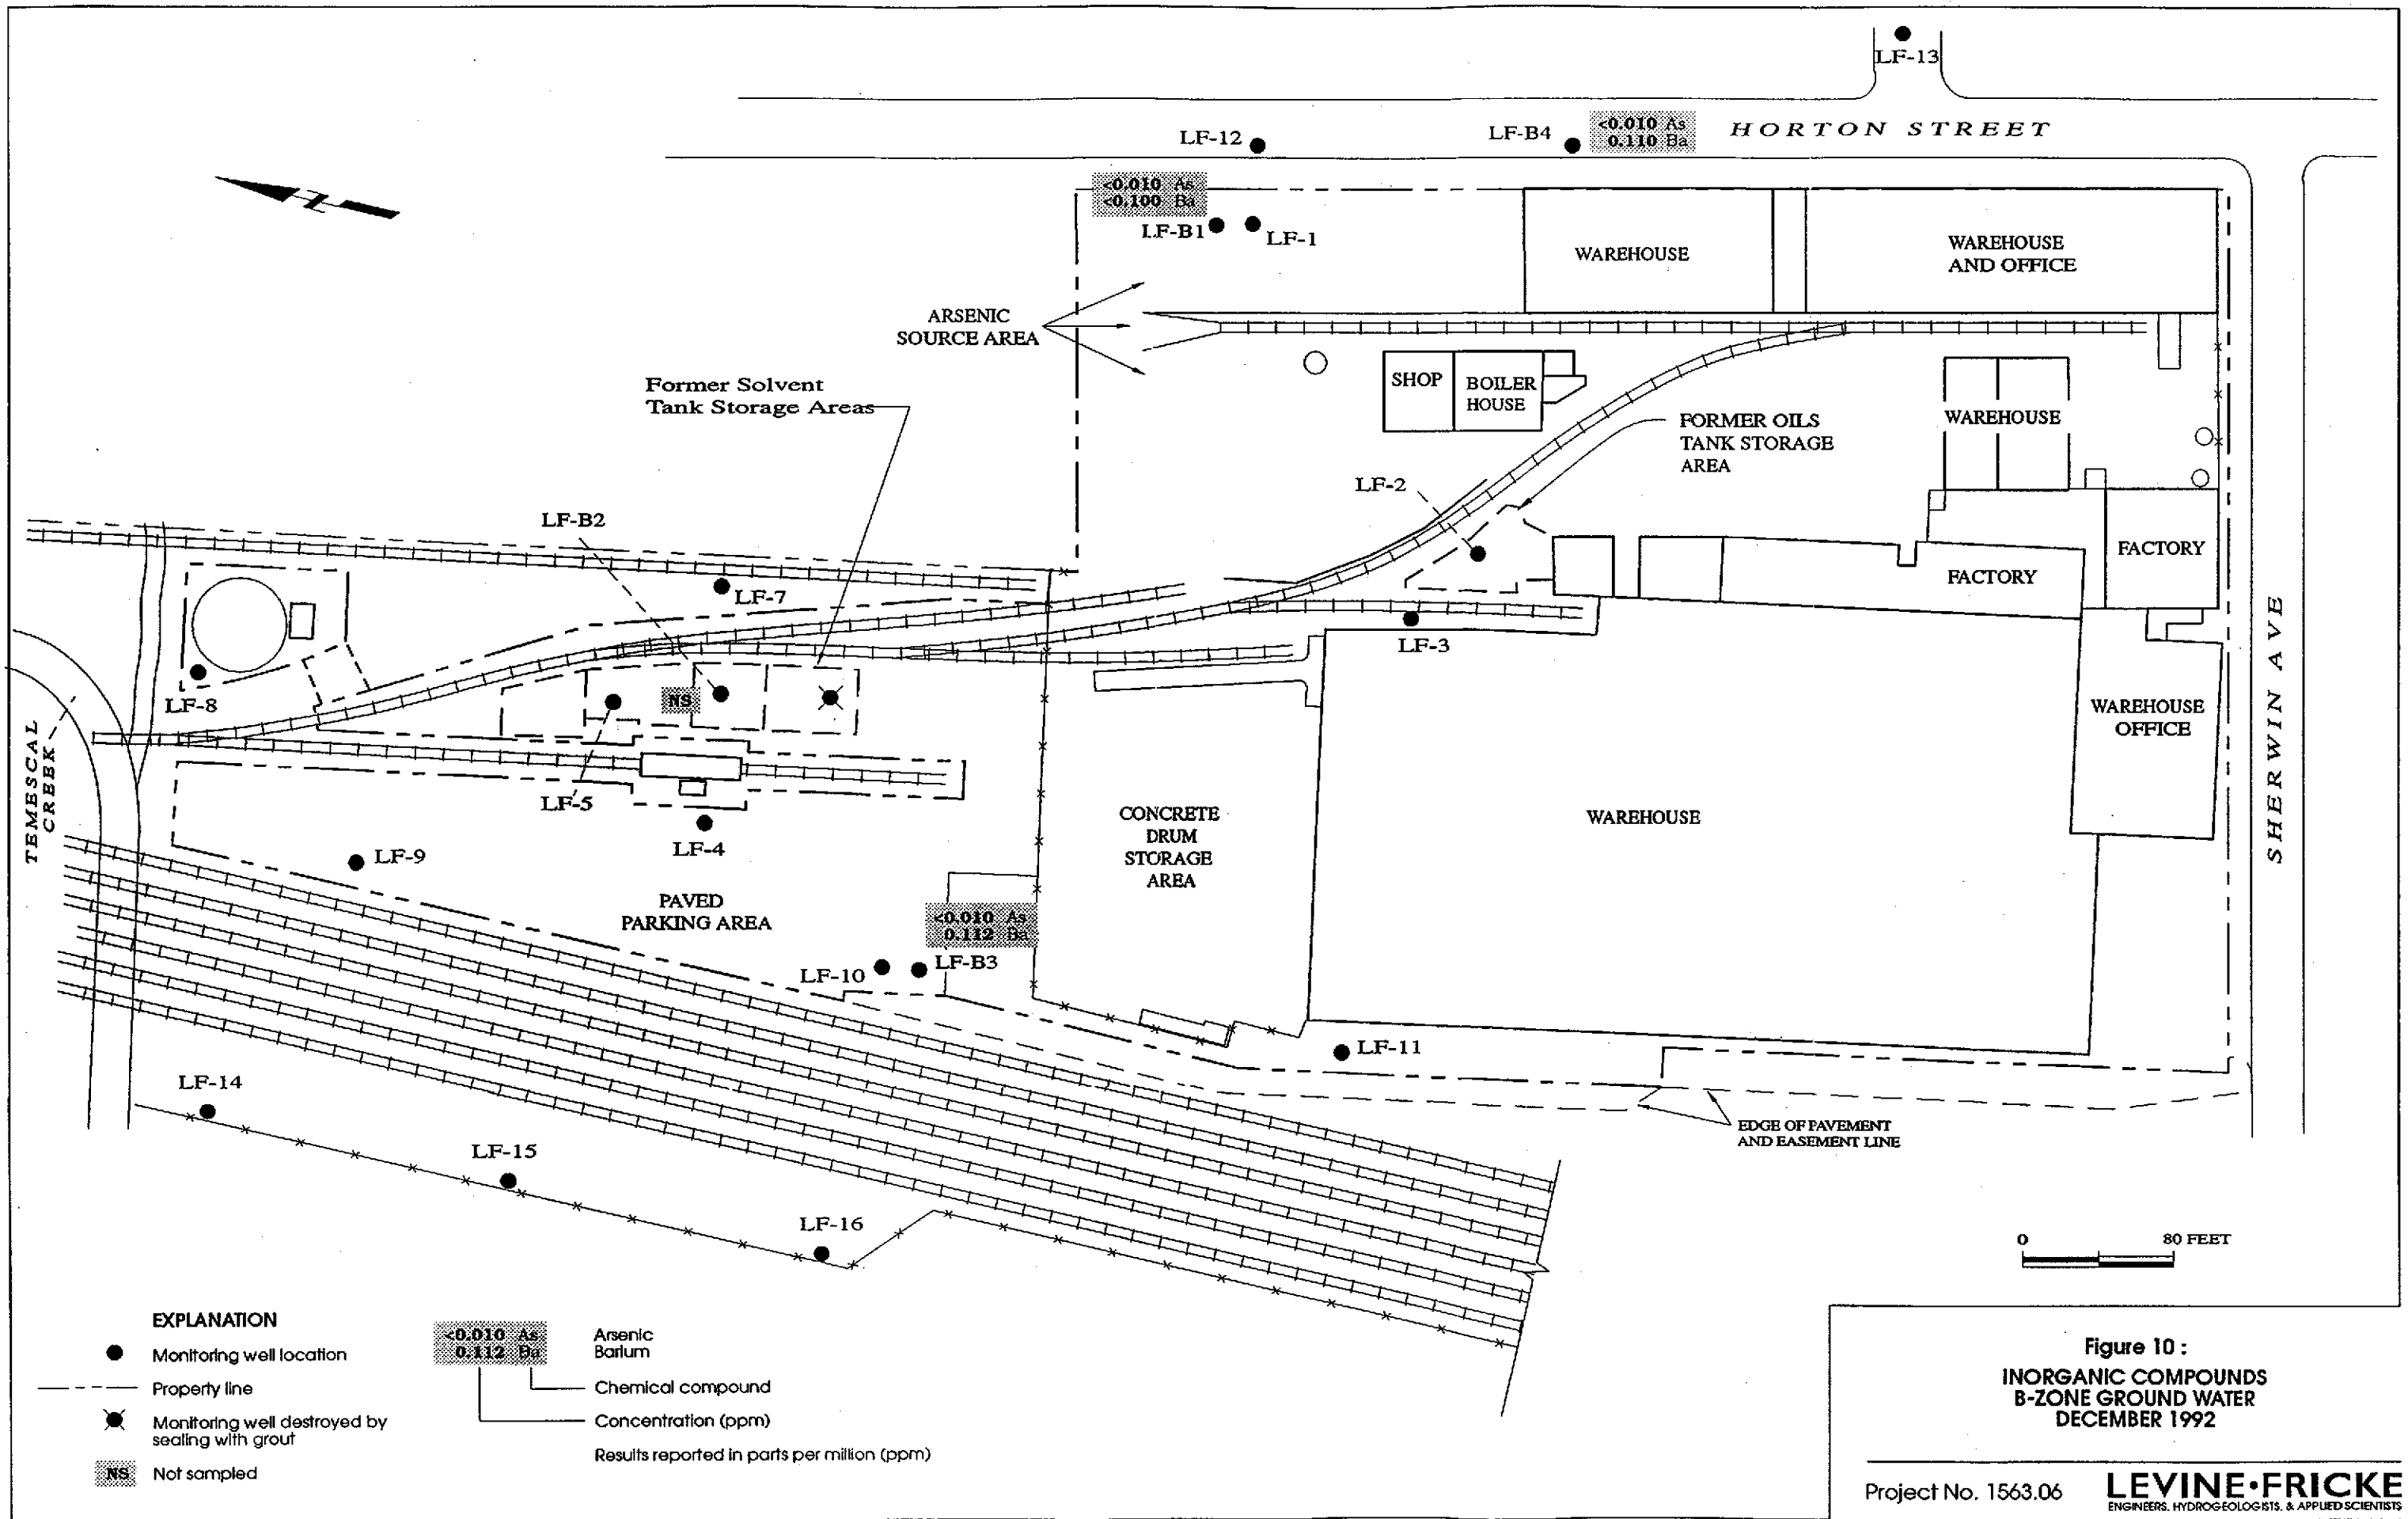 LF-13
LF-12
LF-B4
<0.010 As
0.110 Ba
HORTON STREET
<0.010 As
<0.100 Ba
LF-B1
LF-1
Z
WAREHOUSE
WAREHOUSE
AND OFFICE
ARSENIC
SOURCE AREA
Former Solvent
Tank Storage Areas
SHOP
BOILER
HOUSE
FORMER OILS
TANK STORAGE
AREA
WAREHOUSE
LF-2
LF-B2
FACTORY
FACTORY
LF-7
LF-3
LF-8
NS
SHERWIN AVE
WAREHOUSE
OFFICE
TEMESCAL
CREEK
LF-5
LF-4
LF-9
CONCRETE
DRUM
STORAGE
AREA
WAREHOUSE
PAVED
PARKING AREA
<0.010 As
0.112 Ba
LF-10
LF-B3
LF-11
LF-14
EDGE OF PAVEMENT
AND EASEMENT LINE
LF-15
LF-16
0 80 FEET
EXPLANATION
Monitoring well location
Property line
Monitoring well destroyed by
sealing with grout
NS Not sampled
<0.010 As
0.112 Ba
Arsenic
Barium
Chemical compound
Concentration (ppm)
Results reported in parts per million (ppm)
Figure 10 :
INORGANIC COMPOUNDS
B-ZONE GROUND WATER
DECEMBER 1992
Project No. 1563.06
LEVINE•FRICKE
ENGINEERS, HYDROGEOLOGISTS, & APPLIED SCIENTISTS